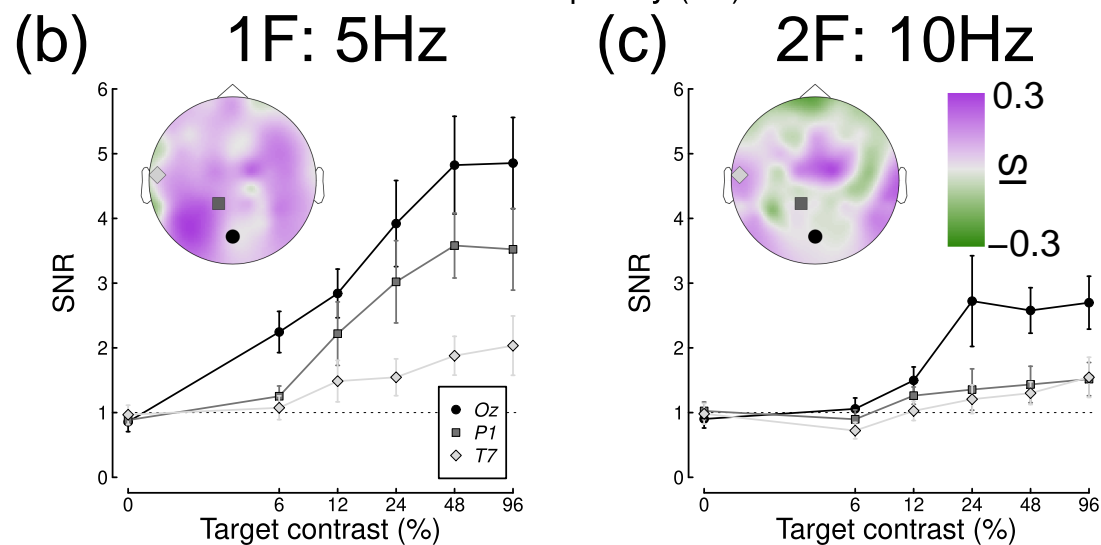 (b) 1F: 5Hz
6
5
4
3
2
1
0
SNR
Oz
P1
T7
0 6 12 24 48 96
Target contrast (%)
(c) 2F: 10Hz
6
5
4
3
2
1
0
SNR
0.3
SI
−0.3
0 6 12 24 48 96
Target contrast (%)